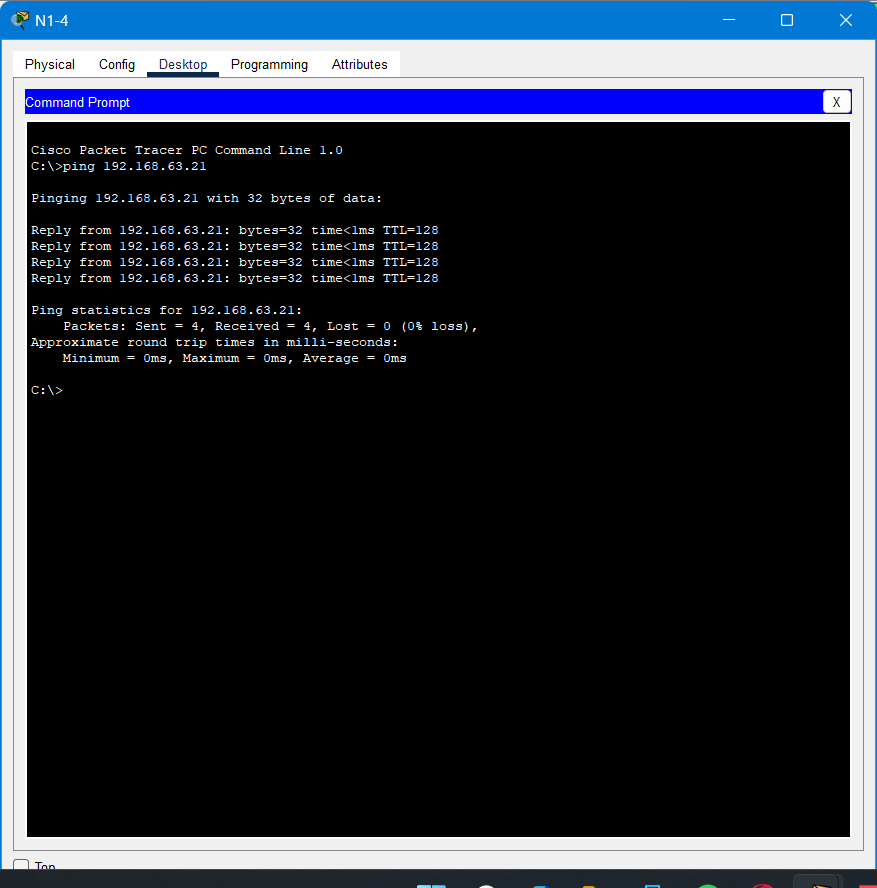 N1-4
Physical Config Desktop Programming Attributes
Command Prompt
X
Cisco Packet Tracer PC Command Line 1.0
C:\>ping 192.168.63.21
Pinging 192.168.63.21 with 32 bytes of data:
Reply from 192.168.63.21: bytes=32 time<1ms TTL=128
Reply from 192.168.63.21: bytes=32 time<1ms TTL=128
Reply from 192.168.63.21: bytes=32 time<1ms TTL=128
Reply from 192.168.63.21: bytes=32 time<1ms TTL=128
Ping statistics for 192.168.63.21:
Packets: Sent = 4, Received = 4, Lost = 0 (0% loss),
Approximate round trip times in milli-seconds:
Minimum = 0ms, Maximum = 0ms, Average = 0ms
C:\>
Top